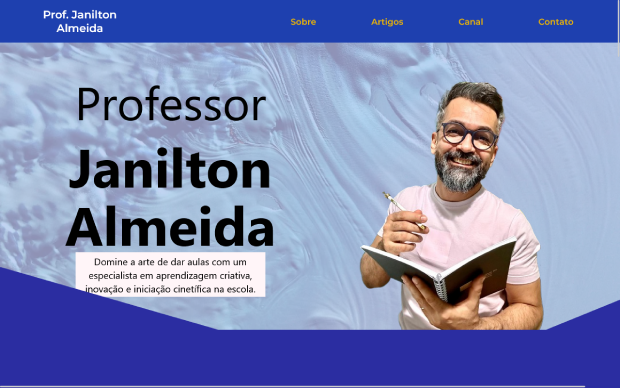 Prof. Janilton
Almeida
Sobre
Artigos
Canal
Contato
Professor
Janilton
Almeida
Domine a arte de dar aulas com um
especialista em aprendizagem criativa,
inovação e iniciação cinetífica na escola.